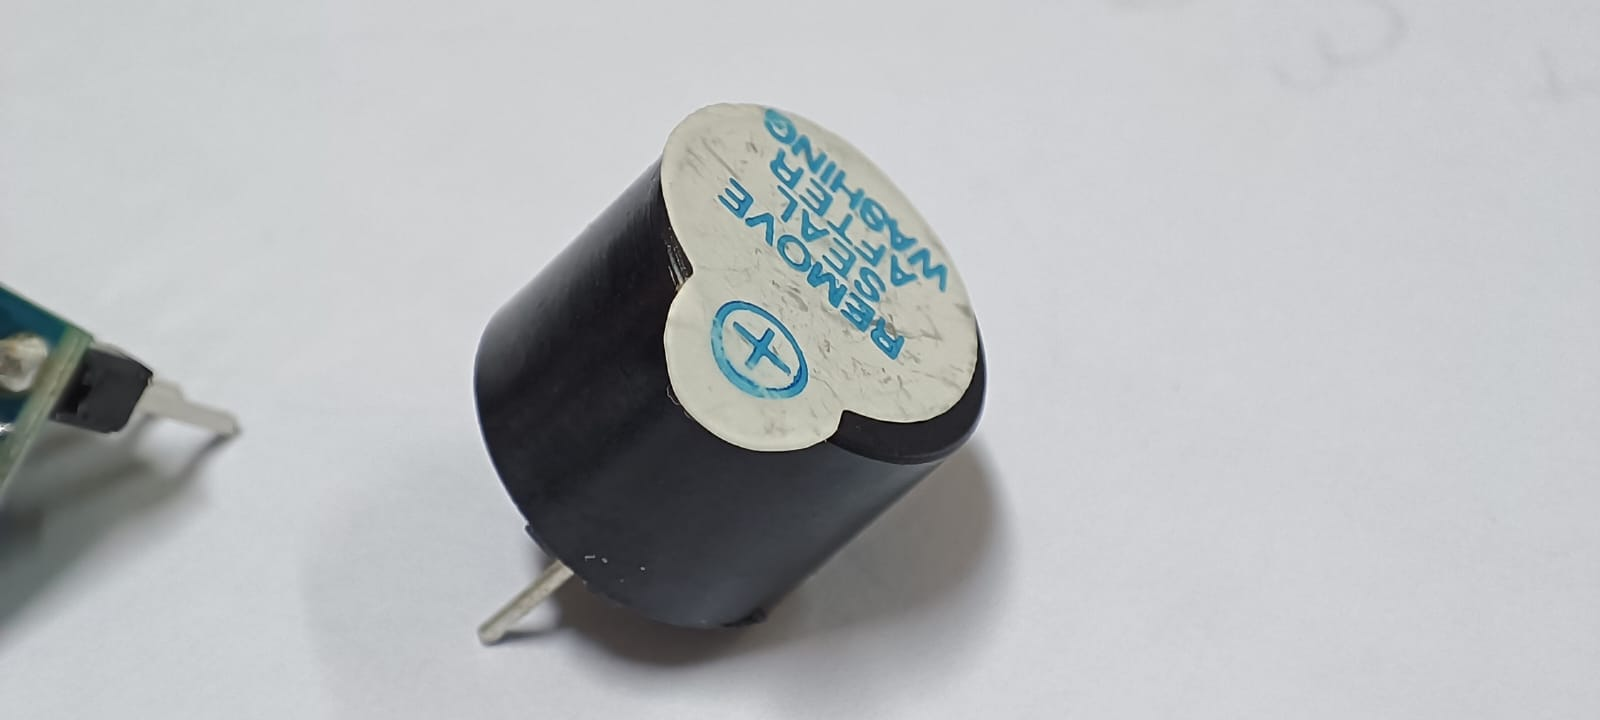 REMOVE
SEAL
AFTER
WASHING
+